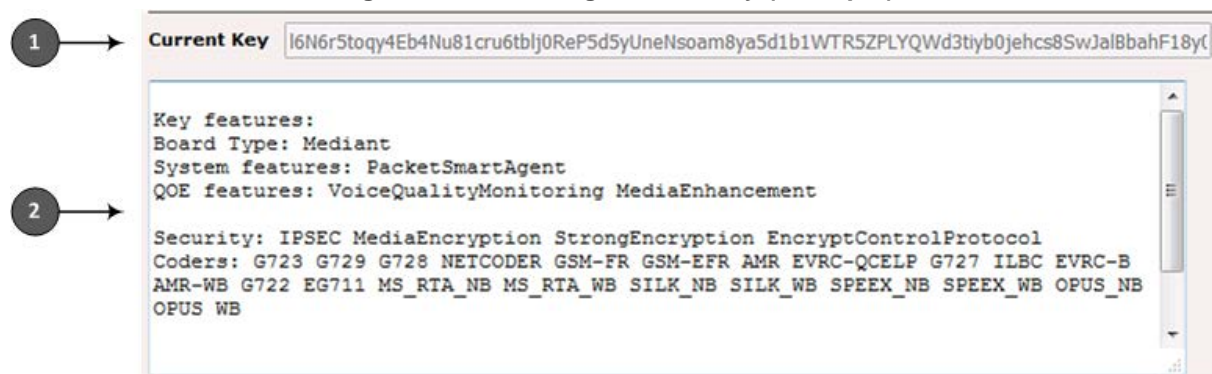 1
Current Key l6N6r5toqy4Eb4Nu81cru6tblj0ReP5d5yUneNsoam8ya5d1b1WTR5ZPLYQWd3tiyb0jehcs8SwJalBbahF18y
Key features:
Board Type: Mediant
System features: PacketSmartAgent
QOE features: VoiceQualityMonitoring MediaEnhancement
2
Security: IPSEC MediaEncryption StrongEncryption EncryptControlProtocol
Coders: G723 G729 G728 NETCODER GSM-FR GSM-EFR AMR EVRC-QCELP G727 ILBC EVRC-B
AMR-WB G722 EG711 MS_RTA_NB MS_RTA_WB SILK_NB SILK_WB SPEEX_NB SPEEX_WB OPUS_NB
OPUS WB